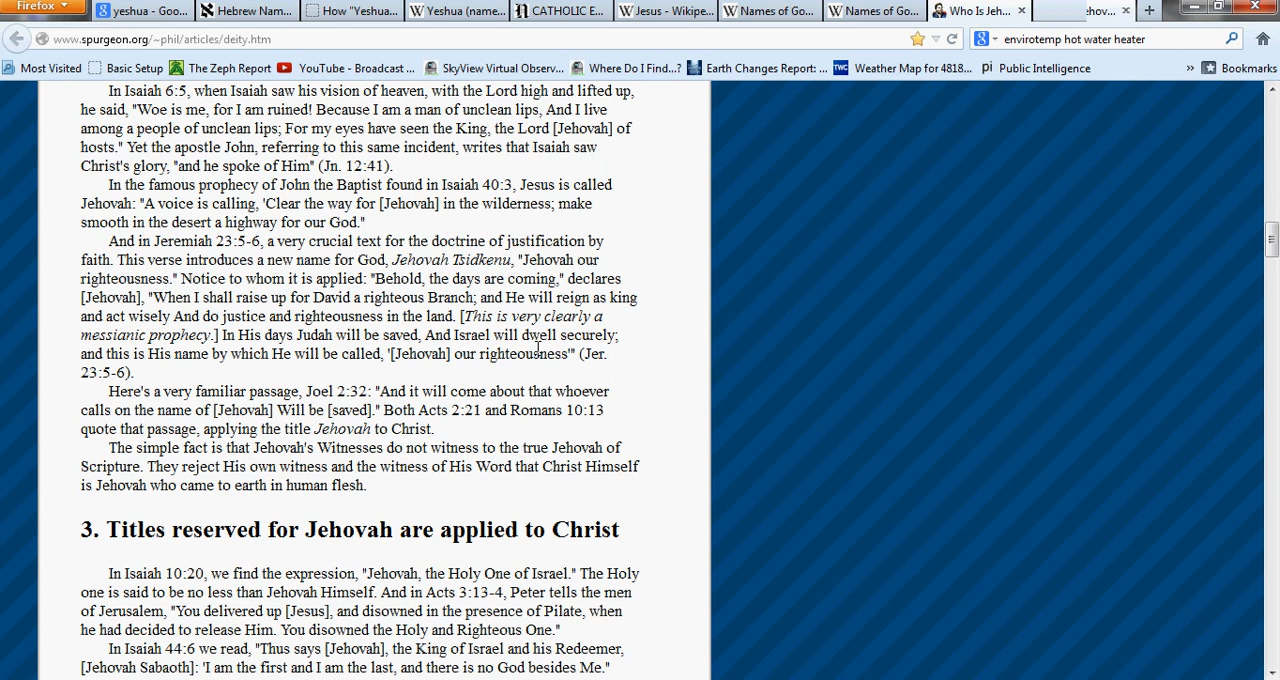 Firefox
yeshua - Goo...
Hebrew Nam...
How "Yeshua...
Yeshua (name...
CATHOLIC E...
Jesus - Wikipe...
Names of Go...
Names of Go...
Who Is Jeh...
ehov...
www.spurgeon.org/~phil/articles/deity.htm
envirotemp hot water heater
Most Visited
Basic Setup
The Zeph Report
YouTube - Broadcast ...
SkyView Virtual Observ...
Where Do I Find...?
Earth Changes Report: ...
TWC Weather Map for 4818...
pi Public Intelligence
»
Bookmarks
In Isaiah 6:5, when Isaiah saw his vision of heaven, with the Lord high and lifted up,
he said, "Woe is me, for I am ruined! Because I am a man of unclean lips, And I live
among a people of unclean lips; For my eyes have seen the King, the Lord [Jehovah] of
hosts." Yet the apostle John, referring to this same incident, writes that Isaiah saw
Christ's glory, "and he spoke of Him" (Jn. 12:41).
In the famous prophecy of John the Baptist found in Isaiah 40:3, Jesus is called
Jehovah: "A voice is calling, 'Clear the way for [Jehovah] in the wilderness; make
smooth in the desert a highway for our God."
And in Jeremiah 23:5-6, a very crucial text for the doctrine of justification by
faith. This verse introduces a new name for God, Jehovah Tsidkenu, "Jehovah our
righteousness." Notice to whom it is applied: "Behold, the days are coming," declares
[Jehovah], "When I shall raise up for David a righteous Branch; and He will reign as king
and act wisely And do justice and righteousness in the land. [This is very clearly a
messianic prophecy.] In His days Judah will be saved, And Israel will dwell securely;
and this is His name by which He will be called, '[Jehovah] our righteousness'" (Jer.
23:5-6).
Here's a very familiar passage, Joel 2:32: "And it will come about that whoever
calls on the name of [Jehovah] Will be [saved]." Both Acts 2:21 and Romans 10:13
quote that passage, applying the title Jehovah to Christ.
The simple fact is that Jehovah's Witnesses do not witness to the true Jehovah of
Scripture. They reject His own witness and the witness of His Word that Christ Himself
is Jehovah who came to earth in human flesh.
3. Titles reserved for Jehovah are applied to Christ
In Isaiah 10:20, we find the expression, "Jehovah, the Holy One of Israel." The Holy
one is said to be no less than Jehovah Himself. And in Acts 3:13-4, Peter tells the men
of Jerusalem, "You delivered up [Jesus], and disowned in the presence of Pilate, when
he had decided to release Him. You disowned the Holy and Righteous One."
In Isaiah 44:6 we read, "Thus says [Jehovah], the King of Israel and his Redeemer,
[Jehovah Sabaoth]: 'I am the first and I am the last, and there is no God besides Me."